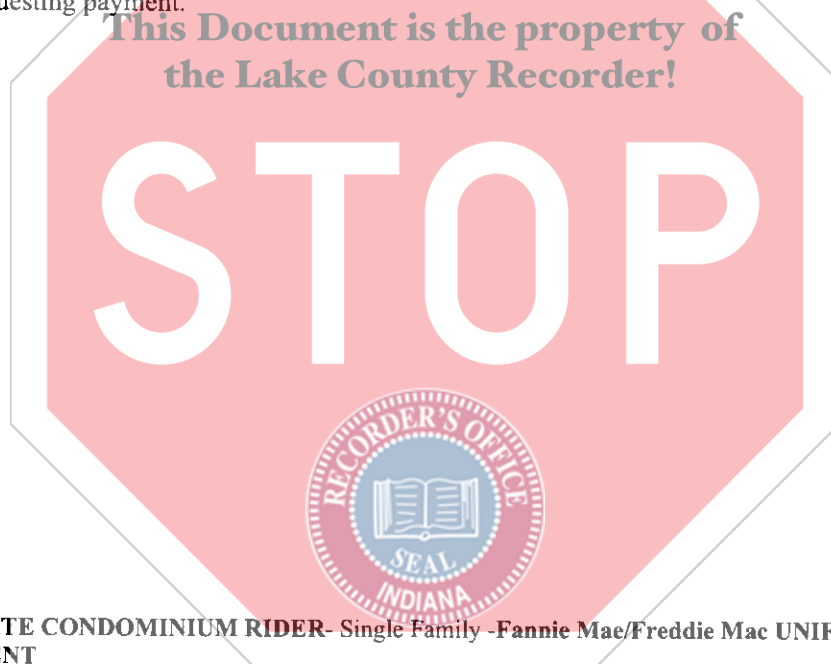 uesting payment.
This Document is the property of
the Lake County Recorder!
STOP
RECORDER'S OFFICE
SEAL
INDIANA
TE CONDOMINIUM RIDER- Single Family -Fannie Mae/Freddie Mac UNIF
ENT